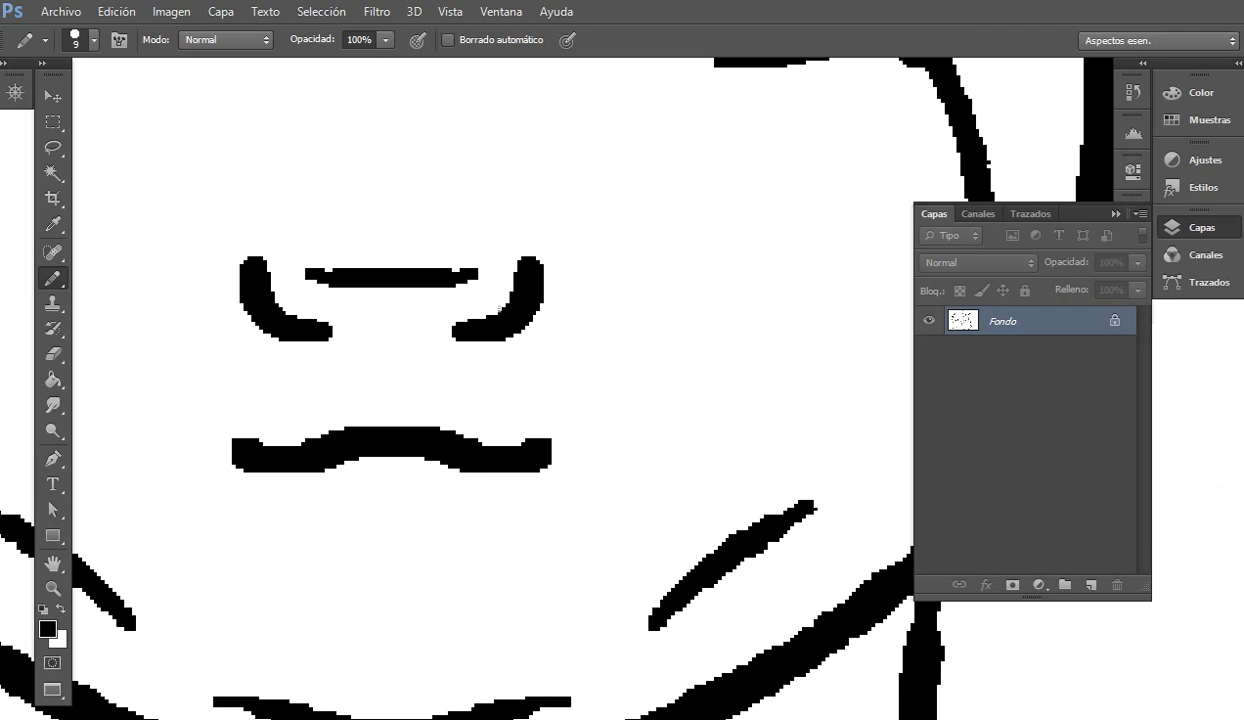 Ps Archivo Edición Imagen Capa Texto Selección Filtro 3D Vista Ventana Ayuda
9 Modo: Normal Opacidad: 100% Borrado automático Aspectos esen.
Color
Muestras
Ajustes
Estilos
Capas
Canales
Trazados
Capas Canales Trazados
Tipo
Normal Opacidad: 100%
Bloq.: Relleno: 100%
Fondo
fx